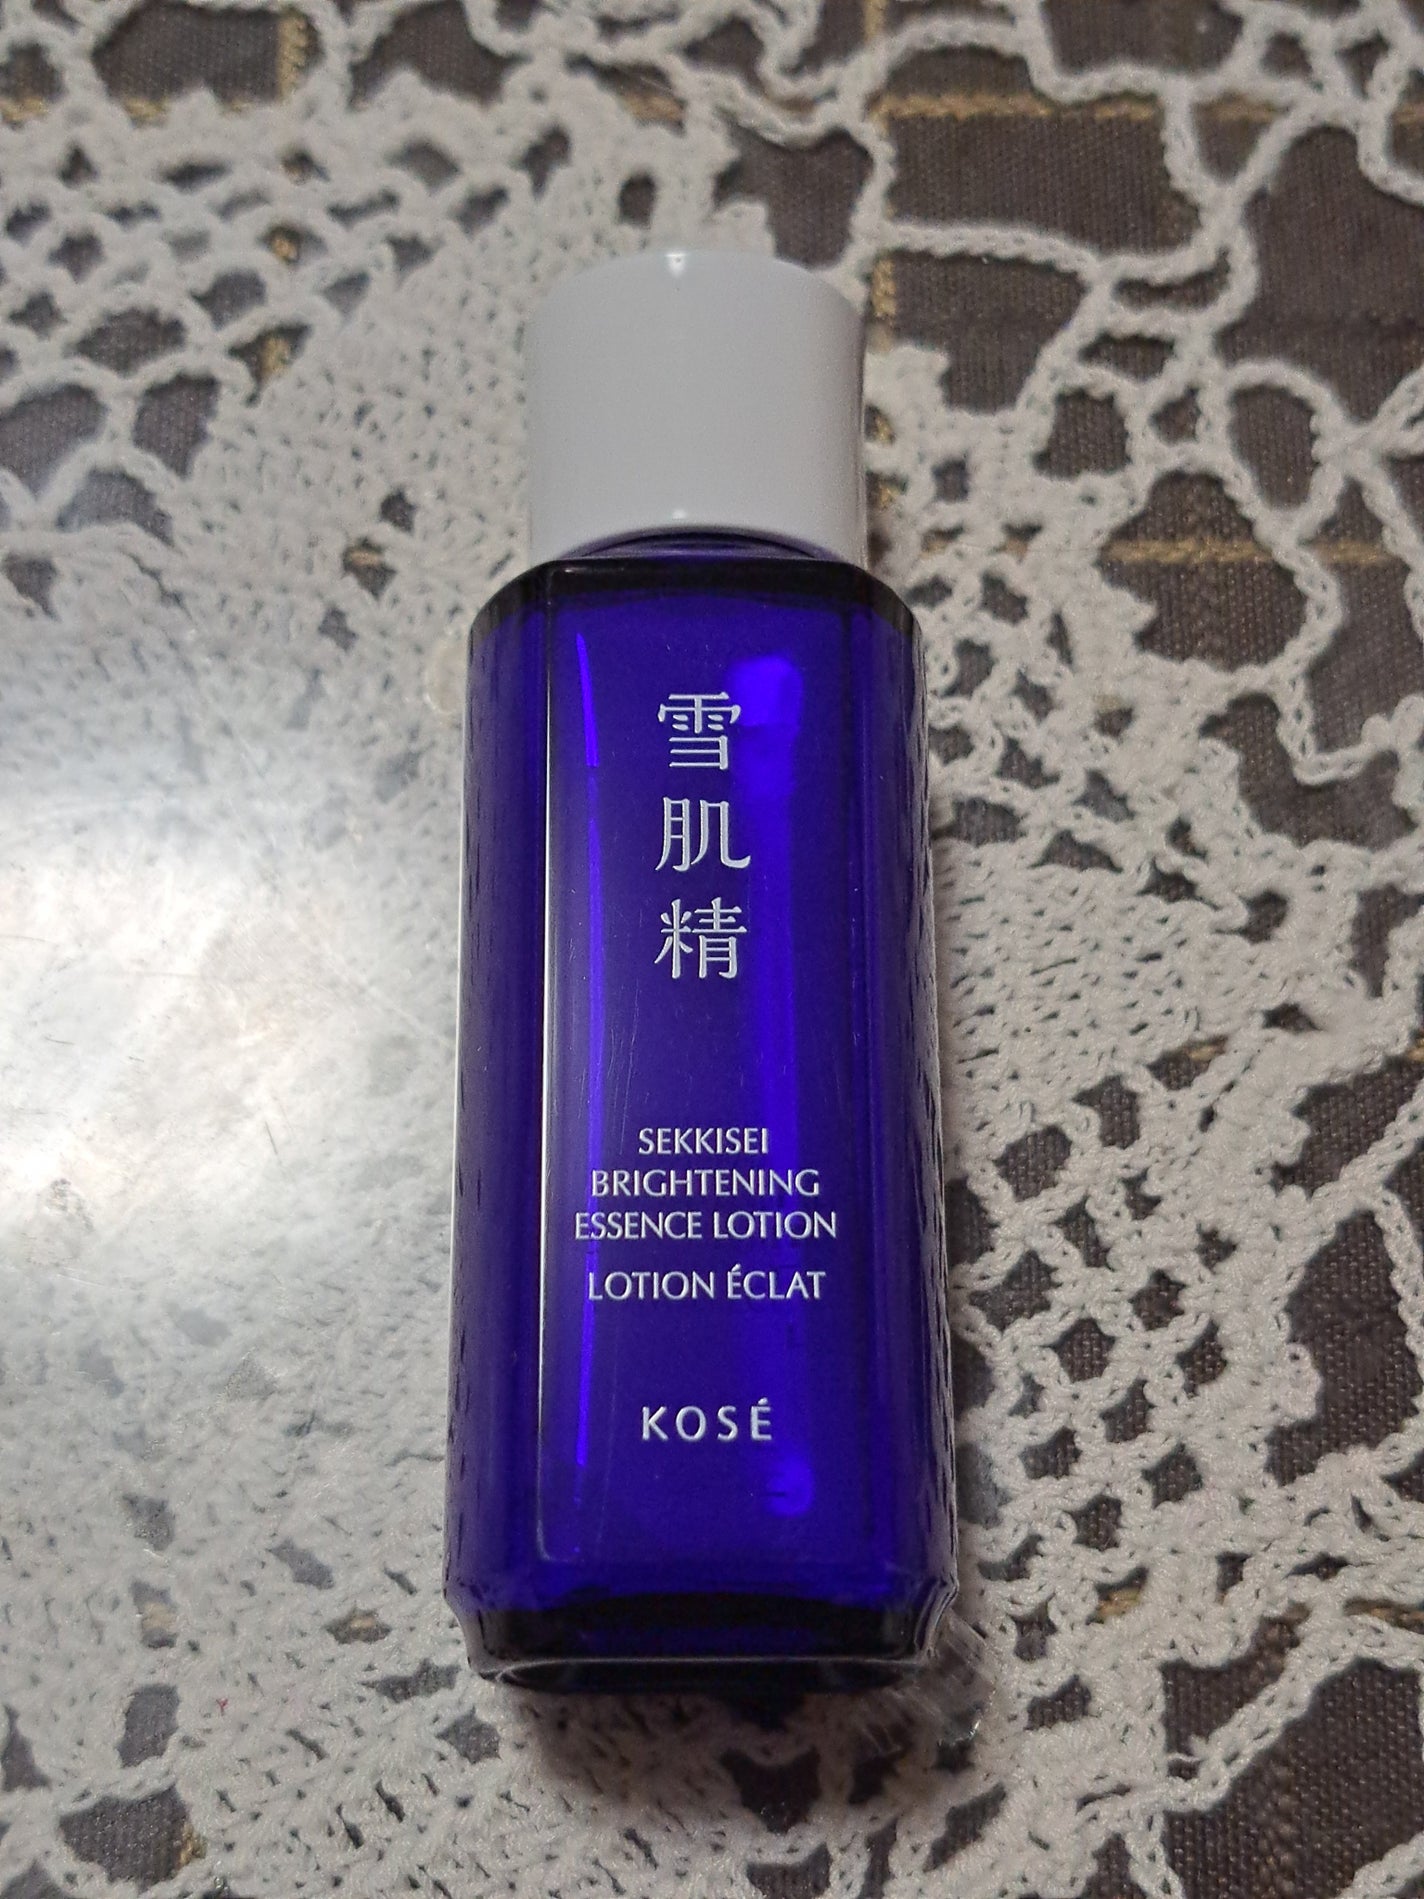 雪肌精
SEKKISEI
BRIGHTENING
ESSENCE LOTION
LOTION ÉCLAT
KOSÉ